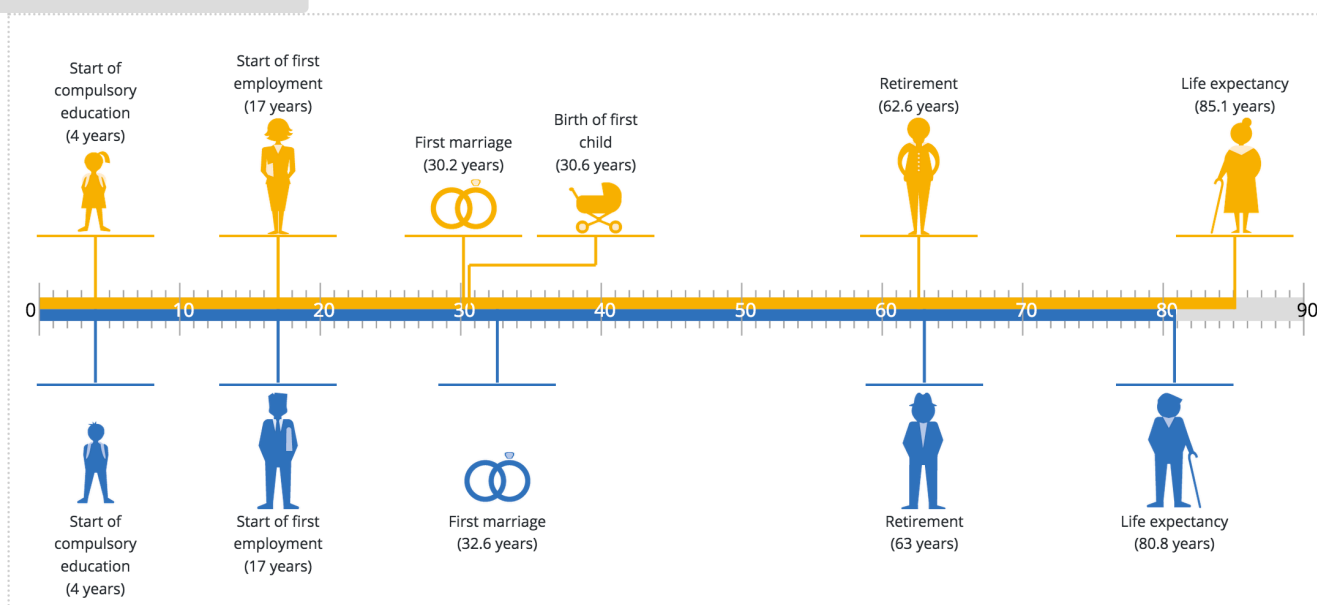 Start of
compulsory
education
(4 years)
Start of first
employment
(17 years)
First marriage
(30.2 years)
Birth of first
child
(30.6 years)
Retirement
(62.6 years)
Life expectancy
(85.1 years)
0 10 20 30 40 50 60 70 80 90
Start of
compulsory
education
(4 years)
Start of first
employment
(17 years)
First marriage
(32.6 years)
Retirement
(63 years)
Life expectancy
(80.8 years)